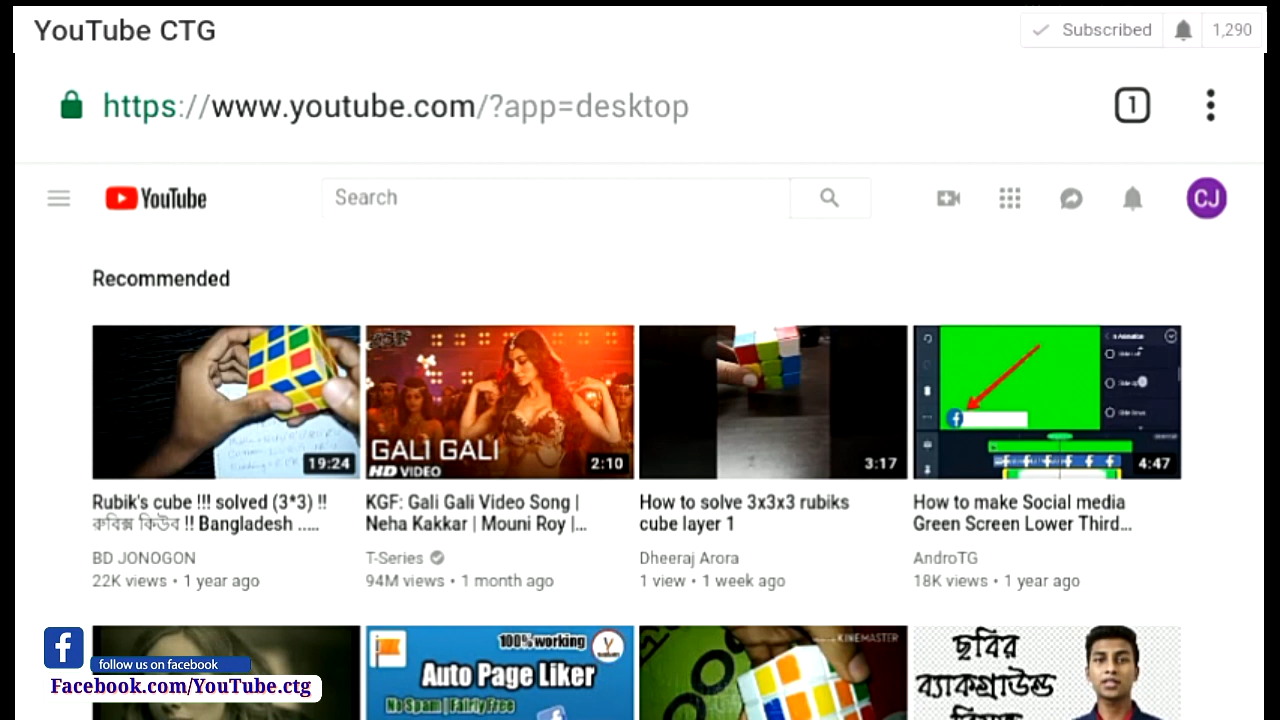 YouTube CTG
Subscribed 1,290
https://www.youtube.com/?app=desktop 1
YouTube Search CJ
Recommended
GALI GALI
HD VIDEO
19:24 2:10 3:17 4:47
Rubik's cube !!! solved (3*3) !!
রুবিক্স কিউব !! Bangladesh .....
BD JONOGON
22K views • 1 year ago
KGF: Gali Gali Video Song |
Neha Kakkar | Mouni Roy |...
T-Series
94M views • 1 month ago
How to solve 3x3x3 rubiks
cube layer 1
Dheeraj Arora
1 view • 1 week ago
How to make Social media
Green Screen Lower Third...
AndroTG
18K views • 1 year ago
follow us on facebook
Facebook.com/YouTube.ctg
100% working
Auto Page Liker
No Spam | Fairly Free
KINEMASTER
ছবির
ব্যাকগ্রাউন্ড